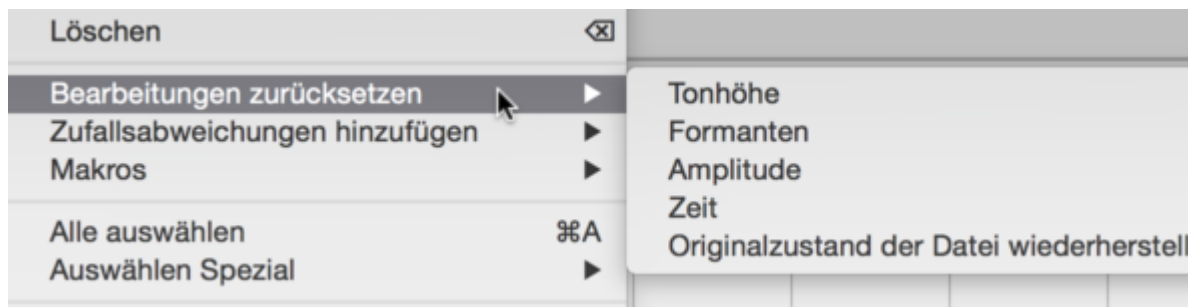 Löschen ⌫
Bearbeitungen zurücksetzen ▶
Zufallsabweichungen hinzufügen ▶
Makros ▶
Alle auswählen ⌘A
Auswählen Spezial ▶
Tonhöhe
Formanten
Amplitude
Zeit
Originalzustand der Datei wiederherstell